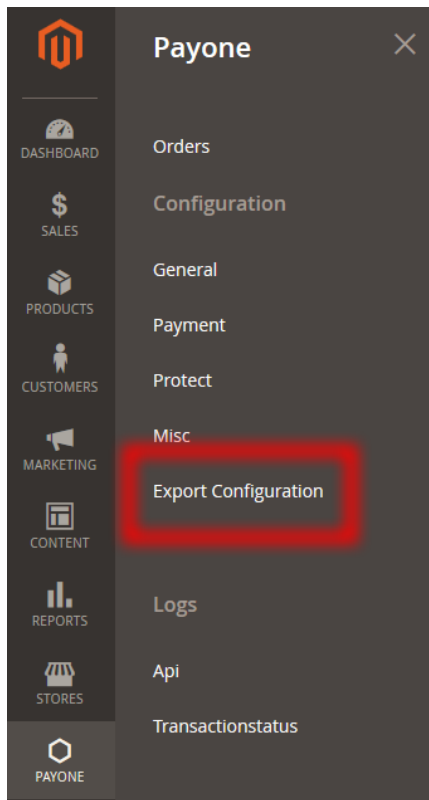 DASHBOARD
SALES
PRODUCTS
CUSTOMERS
MARKETING
CONTENT
REPORTS
STORES
PAYONE
Payone
Orders
Configuration
General
Payment
Protect
Misc
Export Configuration
Logs
Api
Transactionstatus